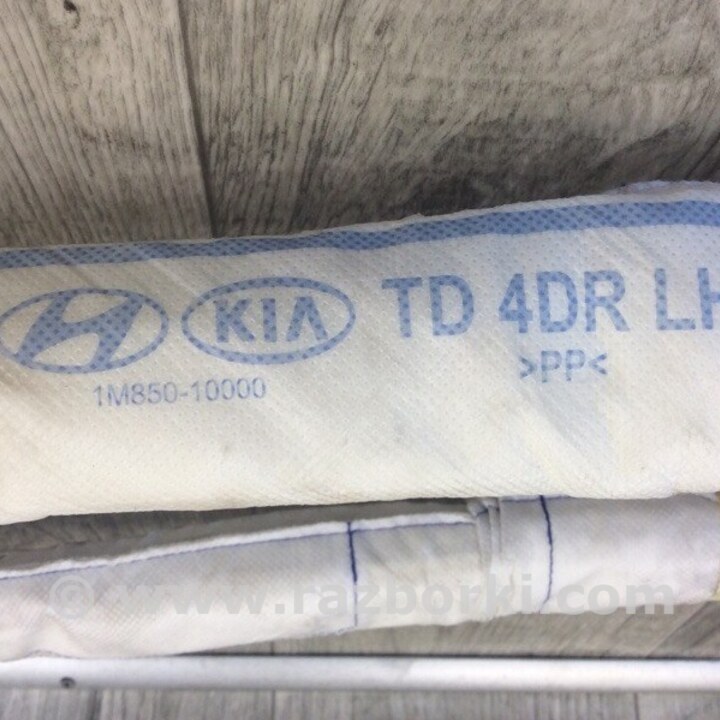 KIA TD 4DR LH
>PP<
1M850-10000
© www.razborki.com